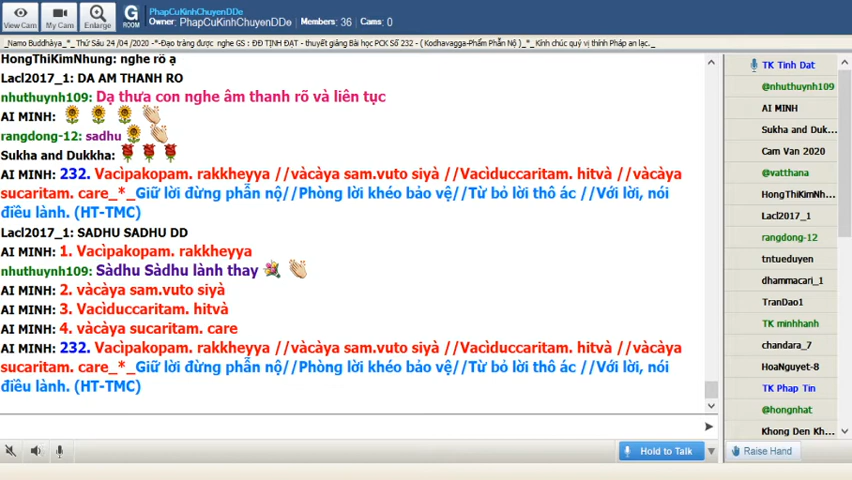 View Cam
My Cam
Enlarge
G
ROOM
PhapCuKinhChuyenDDe
Owner: PhapCuKinhChuyenDDe Members: 36 Cams: 0
_Namo Buddhàya_*_ Thứ Sáu 24 /04 /2020 -*-Đạo tràng được nghe GS : ĐĐ TỊNH ĐẠT - thuyết giảng Bài học PCK Số 232 - ( Kodhavagga-Phẩm Phẫn Nộ )_*_ Kính chúc quý vị thính Pháp an lạc._
HongThiKimNhung: nghe rõ ạ
Lacl2017_1: DA AM THANH RO
nhuthuynh109: Dạ thưa con nghe âm thanh rõ và liên tục
AI MINH:
rangdong-12: sadhu
Sukha and Dukkha:
AI MINH: 232. Vacìpakopam. rakkheyya //vàcàya sam.vuto siyà //Vacìduccaritam. hitvà //vàcàya
sucaritam. care_*_Giữ lời đừng phẫn nộ//Phòng lời khéo bảo vệ//Từ bỏ lời thô ác //Với lời, nói
điều lành. (HT-TMC)
Lacl2017_1: SADHU SADHU DD
AI MINH: 1. Vacìpakopam. rakkheyya
nhuthuynh109: Sàdhu Sàdhu lành thay
AI MINH: 2. vàcàya sam.vuto siyà
AI MINH: 3. Vacìduccaritam. hitvà
AI MINH: 4. vàcàya sucaritam. care
AI MINH: 232. Vacìpakopam. rakkheyya //vàcàya sam.vuto siyà //Vacìduccaritam. hitvà //vàcàya
sucaritam. care_*_Giữ lời đừng phẫn nộ//Phòng lời khéo bảo vệ//Từ bỏ lời thô ác //Với lời, nói
điều lành. (HT-TMC)
Hold to Talk
TK Tinh Dat
@nhuthuynh109
AI MINH
Sukha and Duk...
Cam Van 2020
@vatthana
HongThiKimNh...
Lacl2017_1
rangdong-12
tntueduyen
dhammacari_1
TranDao1
TK minhhanh
chandara_7
HoaNguyet-8
TK Phap Tin
@hongnhat
Khong Den Kh...
Raise Hand